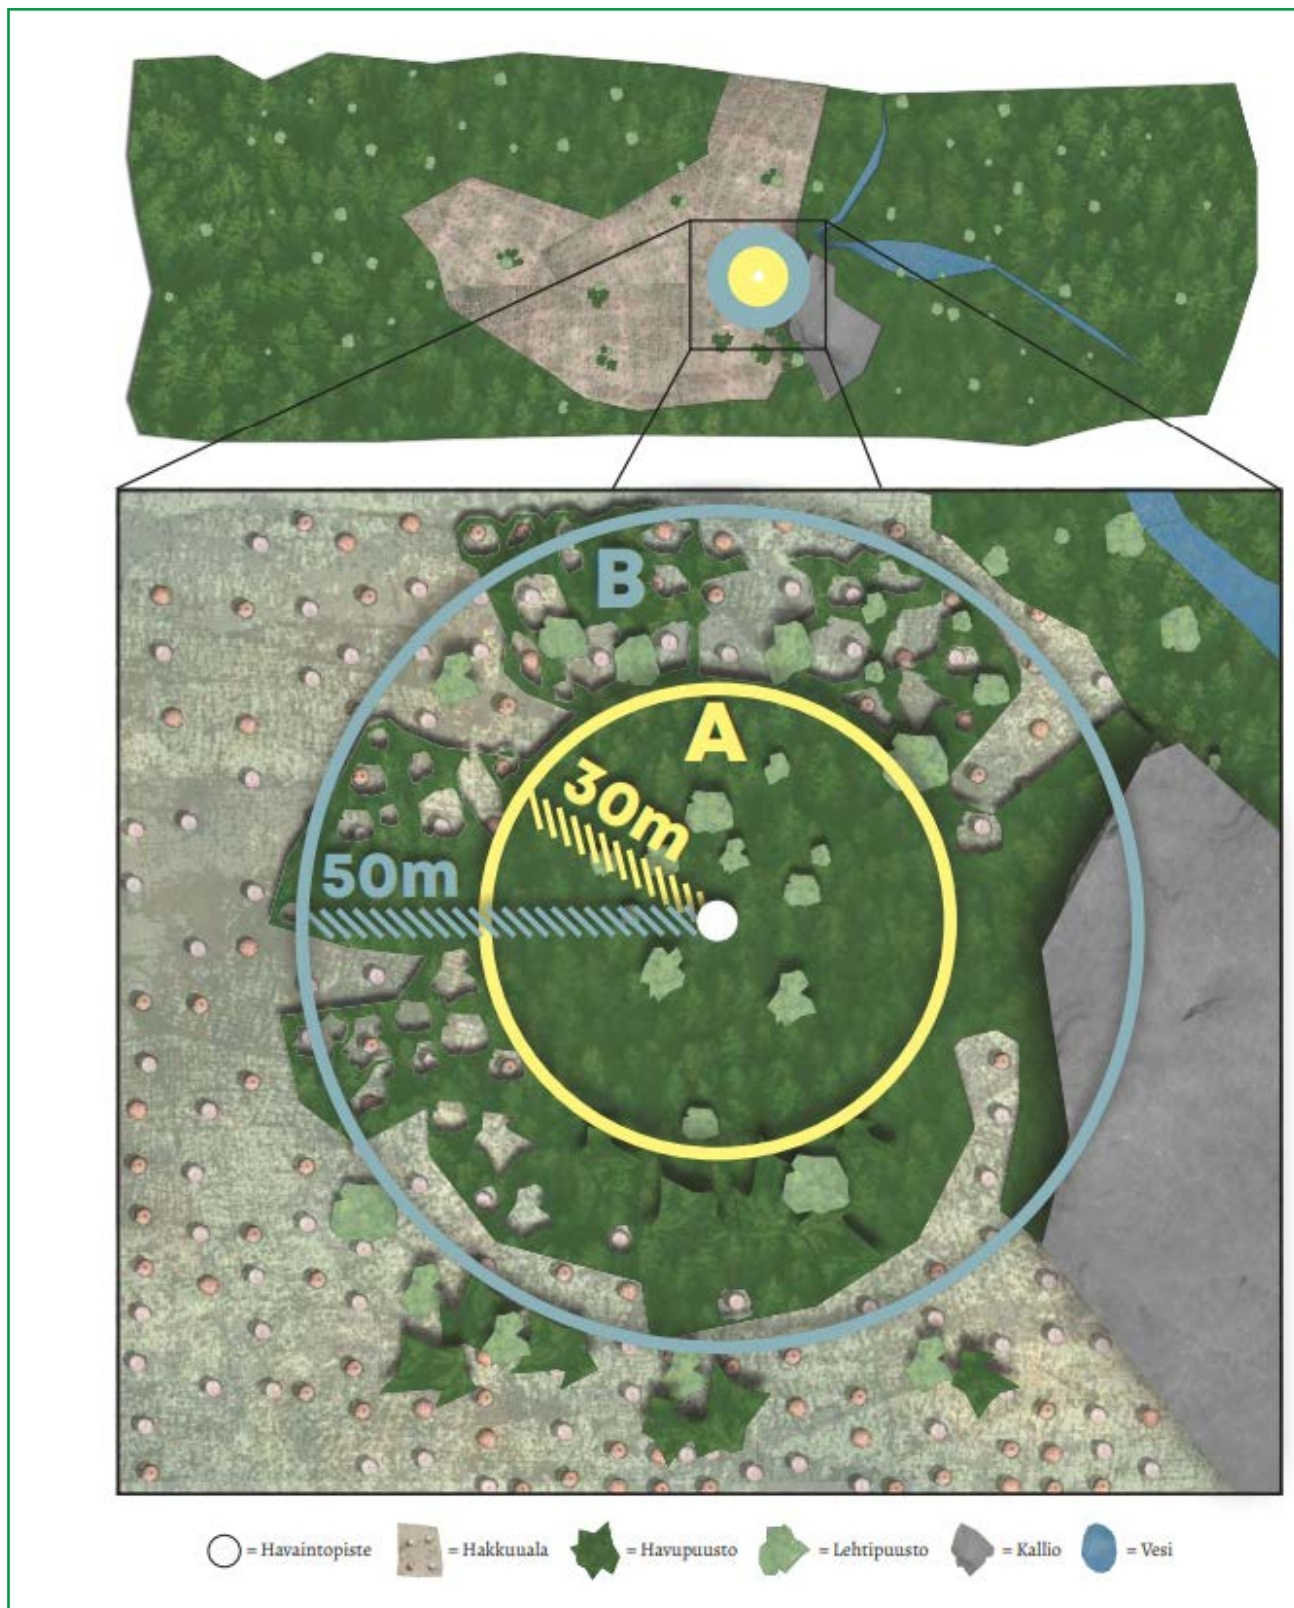 B
A
30m
50m
= Havaintopiste
= Hakkuuala
= Havupuusto
= Lehtipuusto
= Kallio
= Vesi